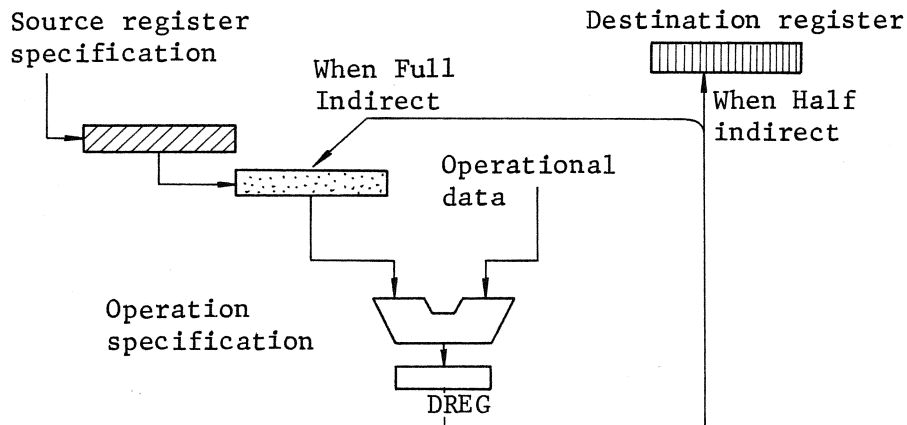 Source register
specification
Destination register
When Full
Indirect
When Half
indirect
Operational
data
Operation
specification
DREG